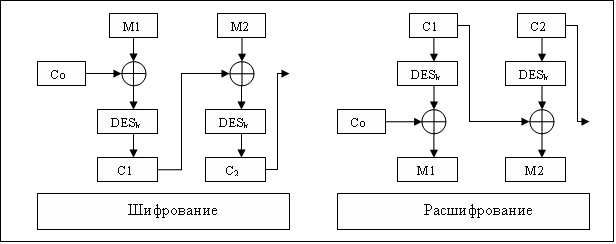 M1 M2 C1 C2
Co DESk DESk
DESk DESk Co
C1 C2 M1 M2
Шифрование Расшифрование